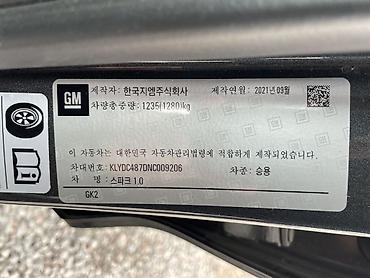 GM 제작자 : 한국지엠주식회사 제작연월 : 2021년 09월
차량총중량 : 1235(1280)kg
이 자동차는 대한민국 자동차관리법령에 적합하게 제작되었습니다.
차대번호 : KLYDC487DNC009206 차종 : 승용
차 명 : 스파크 1.0
GK2